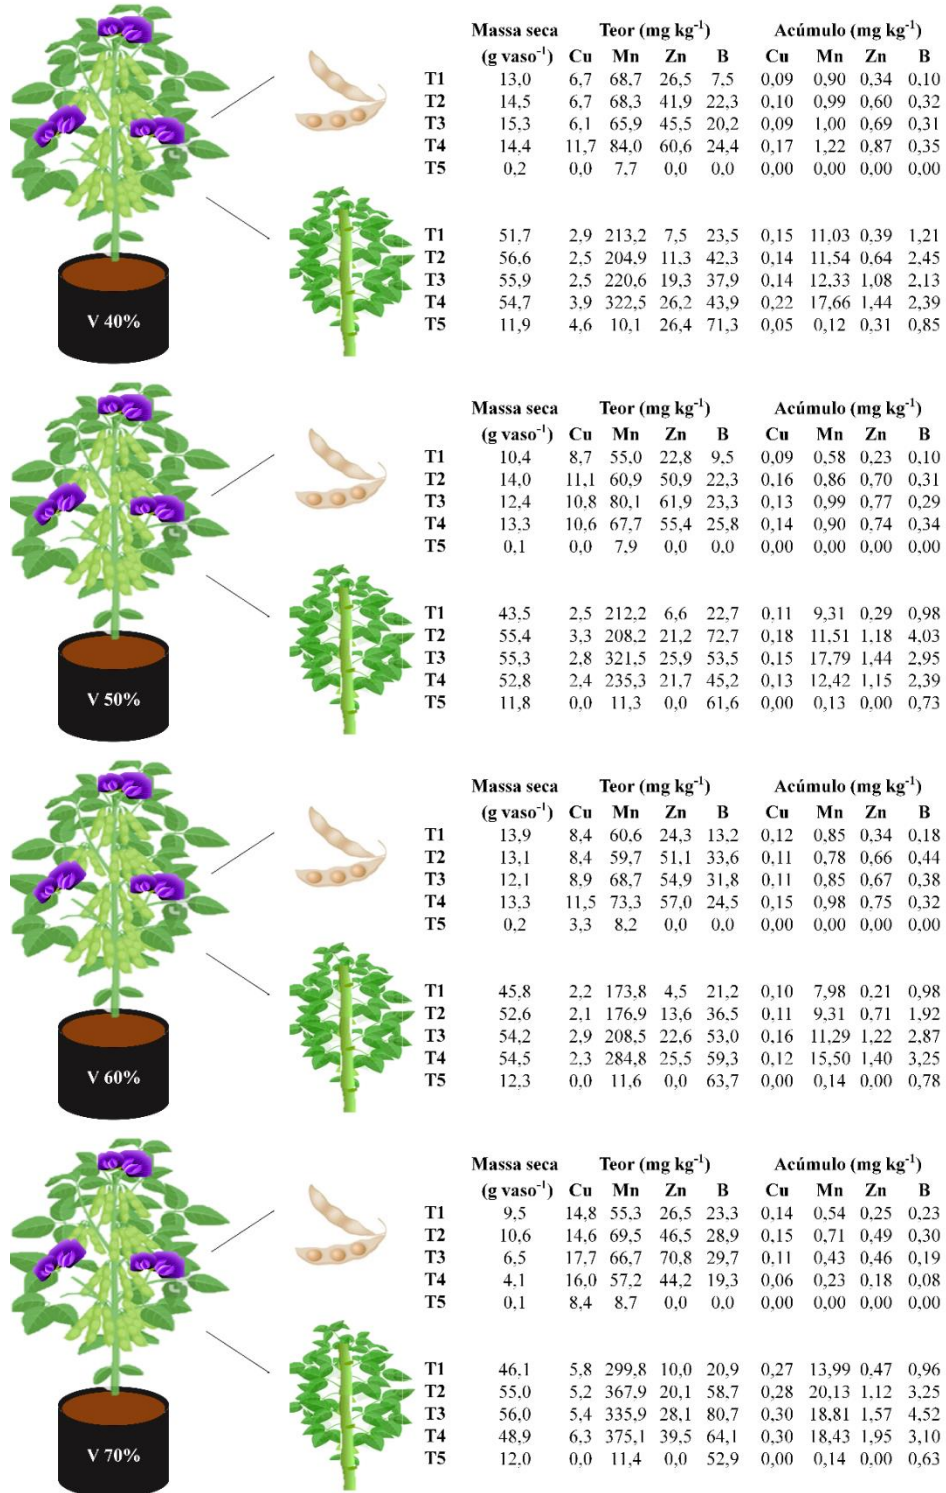 Massa seca Teor (mg kg⁻¹) Acúmulo (mg kg⁻¹)
(g vaso⁻¹) Cu Mn Zn B Cu Mn Zn B
T1 13,0 6,7 68,7 26,5 7,5 0,09 0,90 0,34 0,10
T2 14,5 6,7 68,3 41,9 22,3 0,10 0,99 0,60 0,32
T3 15,3 6,1 65,9 45,5 20,2 0,09 1,00 0,69 0,31
T4 14,4 11,7 84,0 60,6 24,4 0,17 1,22 0,87 0,35
T5 0,2 0,0 7,7 0,0 0,0 0,00 0,00 0,00 0,00
T1 51,7 2,9 213,2 7,5 23,5 0,15 11,03 0,39 1,21
T2 56,6 2,5 204,9 11,3 42,3 0,14 11,54 0,64 2,45
T3 55,9 2,5 220,6 19,3 37,9 0,14 12,33 1,08 2,13
T4 54,7 3,9 322,5 26,2 43,9 0,22 17,66 1,44 2,39
T5 11,9 4,6 10,1 26,4 71,3 0,05 0,12 0,31 0,85
V 40%
Massa seca Teor (mg kg⁻¹) Acúmulo (mg kg⁻¹)
(g vaso⁻¹) Cu Mn Zn B Cu Mn Zn B
T1 10,4 8,7 55,0 22,8 9,5 0,09 0,58 0,23 0,10
T2 14,0 11,1 60,9 50,9 22,3 0,16 0,86 0,70 0,31
T3 12,4 10,8 80,1 61,9 23,3 0,13 0,99 0,77 0,29
T4 13,3 10,6 67,7 55,4 25,8 0,14 0,90 0,74 0,34
T5 0,1 0,0 7,9 0,0 0,0 0,00 0,00 0,00 0,00
T1 43,5 2,5 212,2 6,6 22,7 0,11 9,31 0,29 0,98
T2 55,4 3,3 208,2 21,2 72,7 0,18 11,51 1,18 4,03
T3 55,3 2,8 321,5 25,9 53,5 0,15 17,79 1,44 2,95
T4 52,8 2,4 235,3 21,7 45,2 0,13 12,42 1,15 2,39
T5 11,8 0,0 11,3 0,0 61,6 0,00 0,13 0,00 0,73
V 50%
Massa seca Teor (mg kg⁻¹) Acúmulo (mg kg⁻¹)
(g vaso⁻¹) Cu Mn Zn B Cu Mn Zn B
T1 13,9 8,4 60,6 24,3 13,2 0,12 0,85 0,34 0,18
T2 13,1 8,4 59,7 51,1 33,6 0,11 0,78 0,66 0,44
T3 12,1 8,9 68,7 54,9 31,8 0,11 0,85 0,67 0,38
T4 13,3 11,5 73,3 57,0 24,5 0,15 0,98 0,75 0,32
T5 0,2 3,3 8,2 0,0 0,0 0,00 0,00 0,00 0,00
T1 45,8 2,2 173,8 4,5 21,2 0,10 7,98 0,21 0,98
T2 52,6 2,1 176,9 13,6 36,5 0,11 9,31 0,71 1,92
T3 54,2 2,9 208,5 22,6 53,0 0,16 11,29 1,22 2,87
T4 54,5 2,3 284,8 25,5 59,3 0,12 15,50 1,40 3,25
T5 12,3 0,0 11,6 0,0 63,7 0,00 0,14 0,00 0,78
V 60%
Massa seca Teor (mg kg⁻¹) Acúmulo (mg kg⁻¹)
(g vaso⁻¹) Cu Mn Zn B Cu Mn Zn B
T1 9,5 14,8 55,3 26,5 23,3 0,14 0,54 0,25 0,23
T2 10,6 14,6 69,5 46,5 28,9 0,15 0,71 0,49 0,30
T3 6,5 17,7 66,7 70,8 29,7 0,11 0,43 0,46 0,19
T4 4,1 16,0 57,2 44,2 19,3 0,06 0,23 0,18 0,08
T5 0,1 8,4 8,7 0,0 0,0 0,00 0,00 0,00 0,00
T1 46,1 5,8 299,8 10,0 20,9 0,27 13,99 0,47 0,96
T2 55,0 5,2 367,9 20,1 58,7 0,28 20,13 1,12 3,25
T3 56,0 5,4 335,9 28,1 80,7 0,30 18,81 1,57 4,52
T4 48,9 6,3 375,1 39,5 64,1 0,30 18,43 1,95 3,10
T5 12,0 0,0 11,4 0,0 52,9 0,00 0,14 0,00 0,63
V 70%